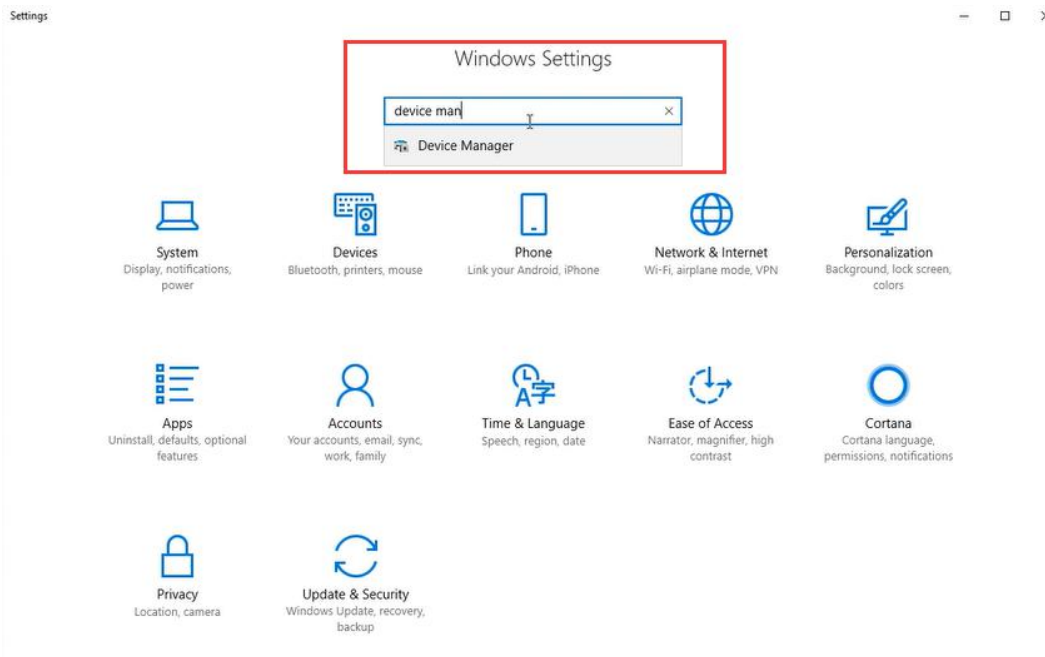 Settings
Windows Settings
device man
Device Manager
System
Display, notifications,
power
Devices
Bluetooth, printers, mouse
Phone
Link your Android, iPhone
Network & Internet
Wi-Fi, airplane mode, VPN
Personalization
Background, lock screen,
colors
Apps
Uninstall, defaults, optional
features
Accounts
Your accounts, email, sync,
work, family
Time & Language
Speech, region, date
Ease of Access
Narrator, magnifier, high
contrast
Cortana
Cortana language,
permissions, notifications
Privacy
Location, camera
Update & Security
Windows Update, recovery,
backup